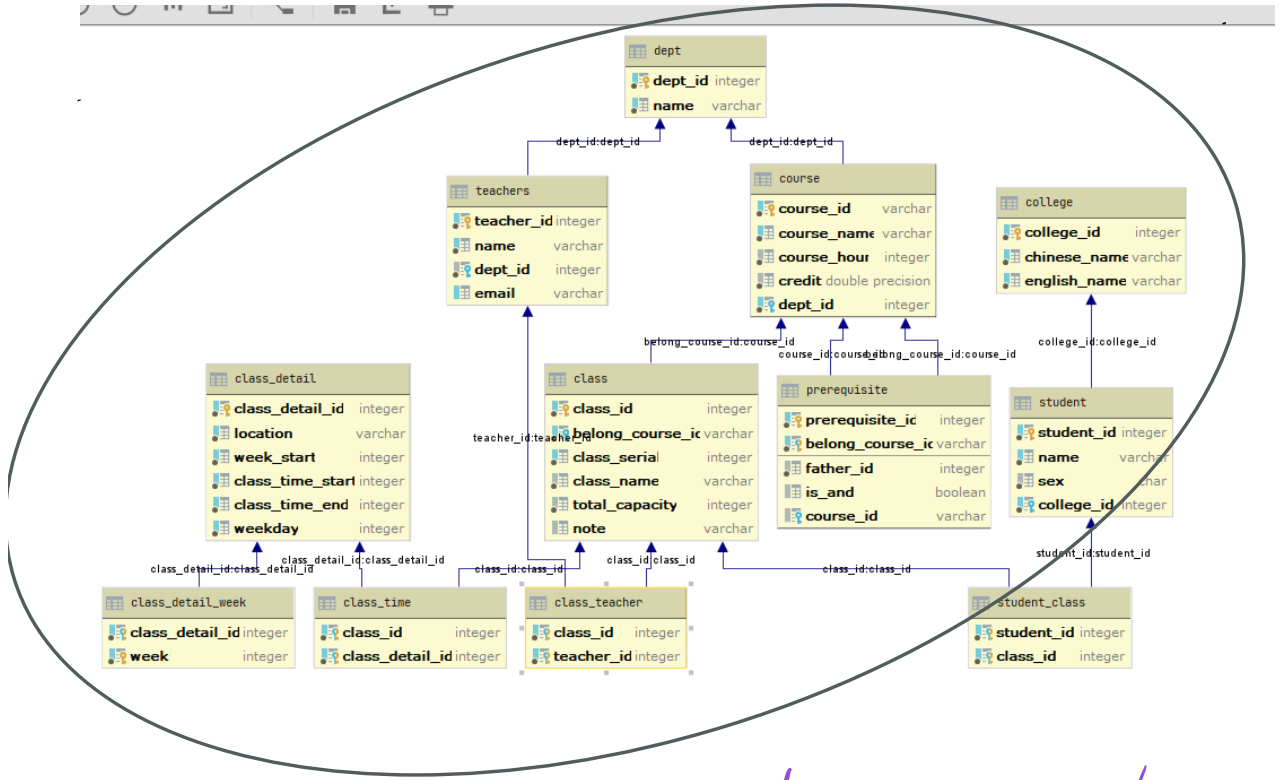 dept
dept_id integer
name varchar
dept_id:dept_id
dept_id:dept_id
teachers
teacher_id integer
name varchar
dept_id integer
email varchar
course
course_id varchar
course_name varchar
course_hour integer
credit double precision
dept_id integer
college
college_id integer
chinese_name varchar
english_name varchar
belong_course_id:course_id
course_id:course_id
belong_course_id:course_id
college_id:college_id
class_detail
class_detail_id integer
location varchar
week_start integer
class_time_start integer
class_time_end integer
weekday integer
teacher_id:teacher_id
class
class_id integer
belong_course_id varchar
class_serial integer
class_name varchar
total_capacity integer
note varchar
prerequisite
prerequisite_id integer
belong_course_id varchar
father_id integer
is_and boolean
course_id varchar
student
student_id integer
name varchar
sex char
college_id integer
class_detail_id:class_detail_id
class_detail_id:class_detail_id
class_id:class_id
class_id:class_id
class_id:class_id
student_id:student_id
class_detail_week
class_detail_id integer
week integer
class_time
class_id integer
class_detail_id integer
class_teacher
class_id integer
teacher_id integer
student_class
student_id integer
class_id integer